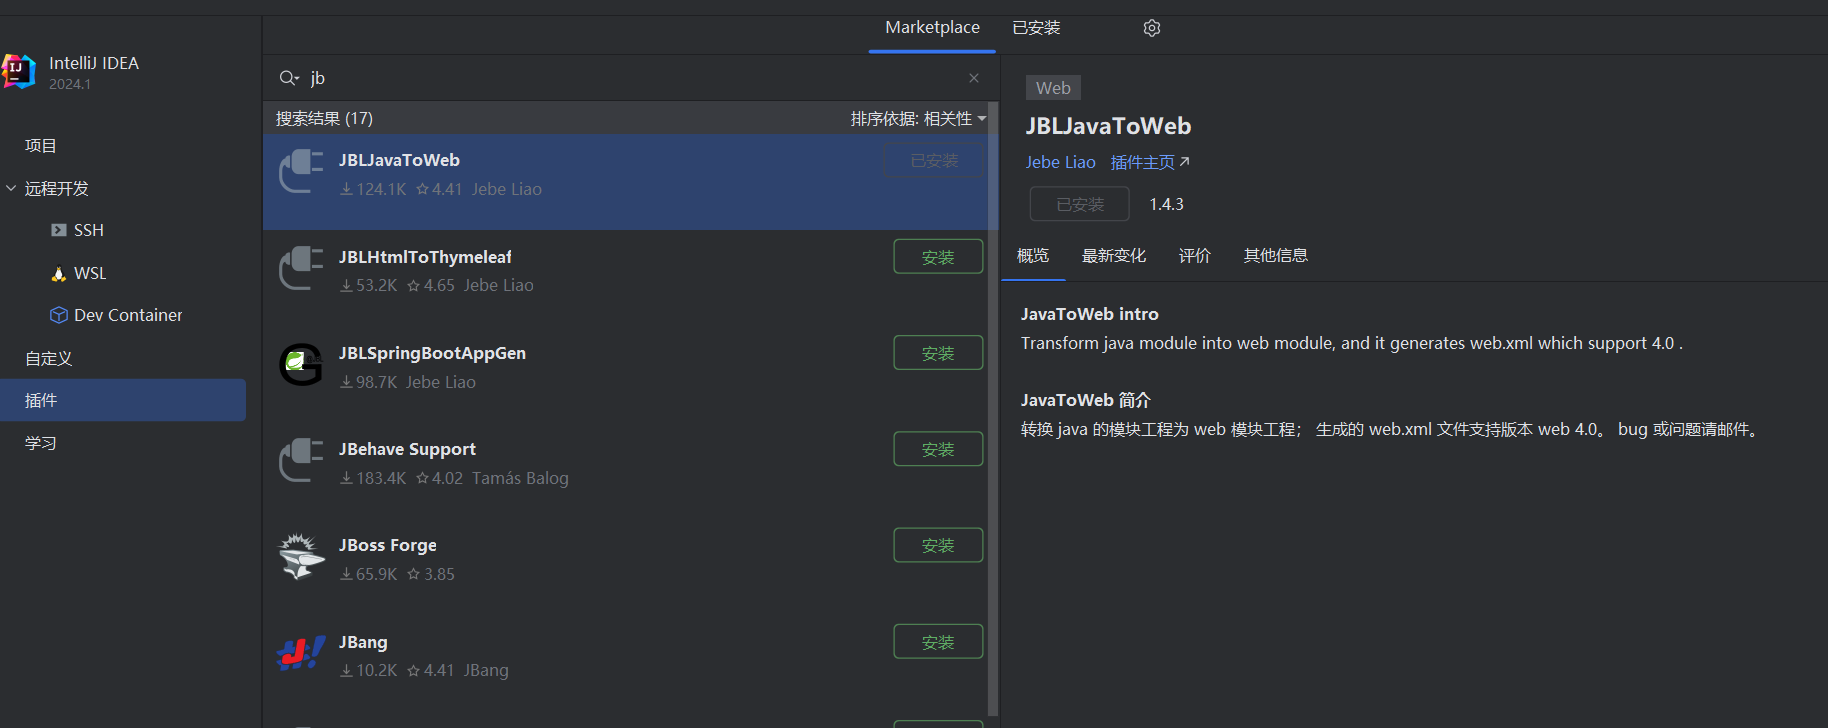 Marketplace
已安装
IntelliJ IDEA
2024.1
项目
远程开发
SSH
WSL
Dev Container
自定义
插件
学习
jb
搜索结果 (17)
排序依据: 相关性
JBLJavaToWeb
已安装
124.1K 4.41 Jebe Liao
JBLHtmlToThymeleaf
安装
53.2K 4.65 Jebe Liao
JBLSpringBootAppGen
安装
98.7K Jebe Liao
JBehave Support
安装
183.4K 4.02 Tamás Balog
JBoss Forge
安装
65.9K 3.85
JBang
安装
10.2K 4.41 JBang
Web
JBLJavaToWeb
Jebe Liao 插件主页
已安装 1.4.3
概览 最新变化 评价 其他信息
JavaToWeb intro
Transform java module into web module, and it generates web.xml which support 4.0 .
JavaToWeb 简介
转换 java 的模块工程为 web 模块工程； 生成的 web.xml 文件支持版本 web 4.0。 bug 或问题请邮件。